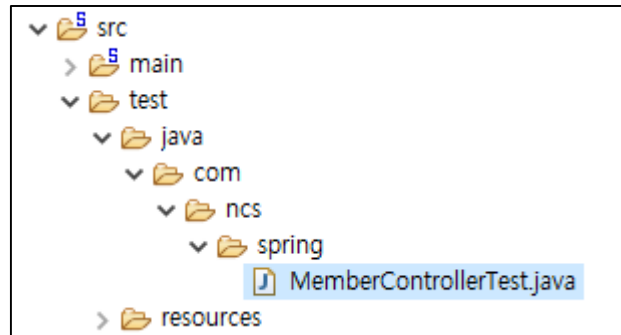 src
main
test
java
com
ncs
spring
MemberControllerTest.java
resources